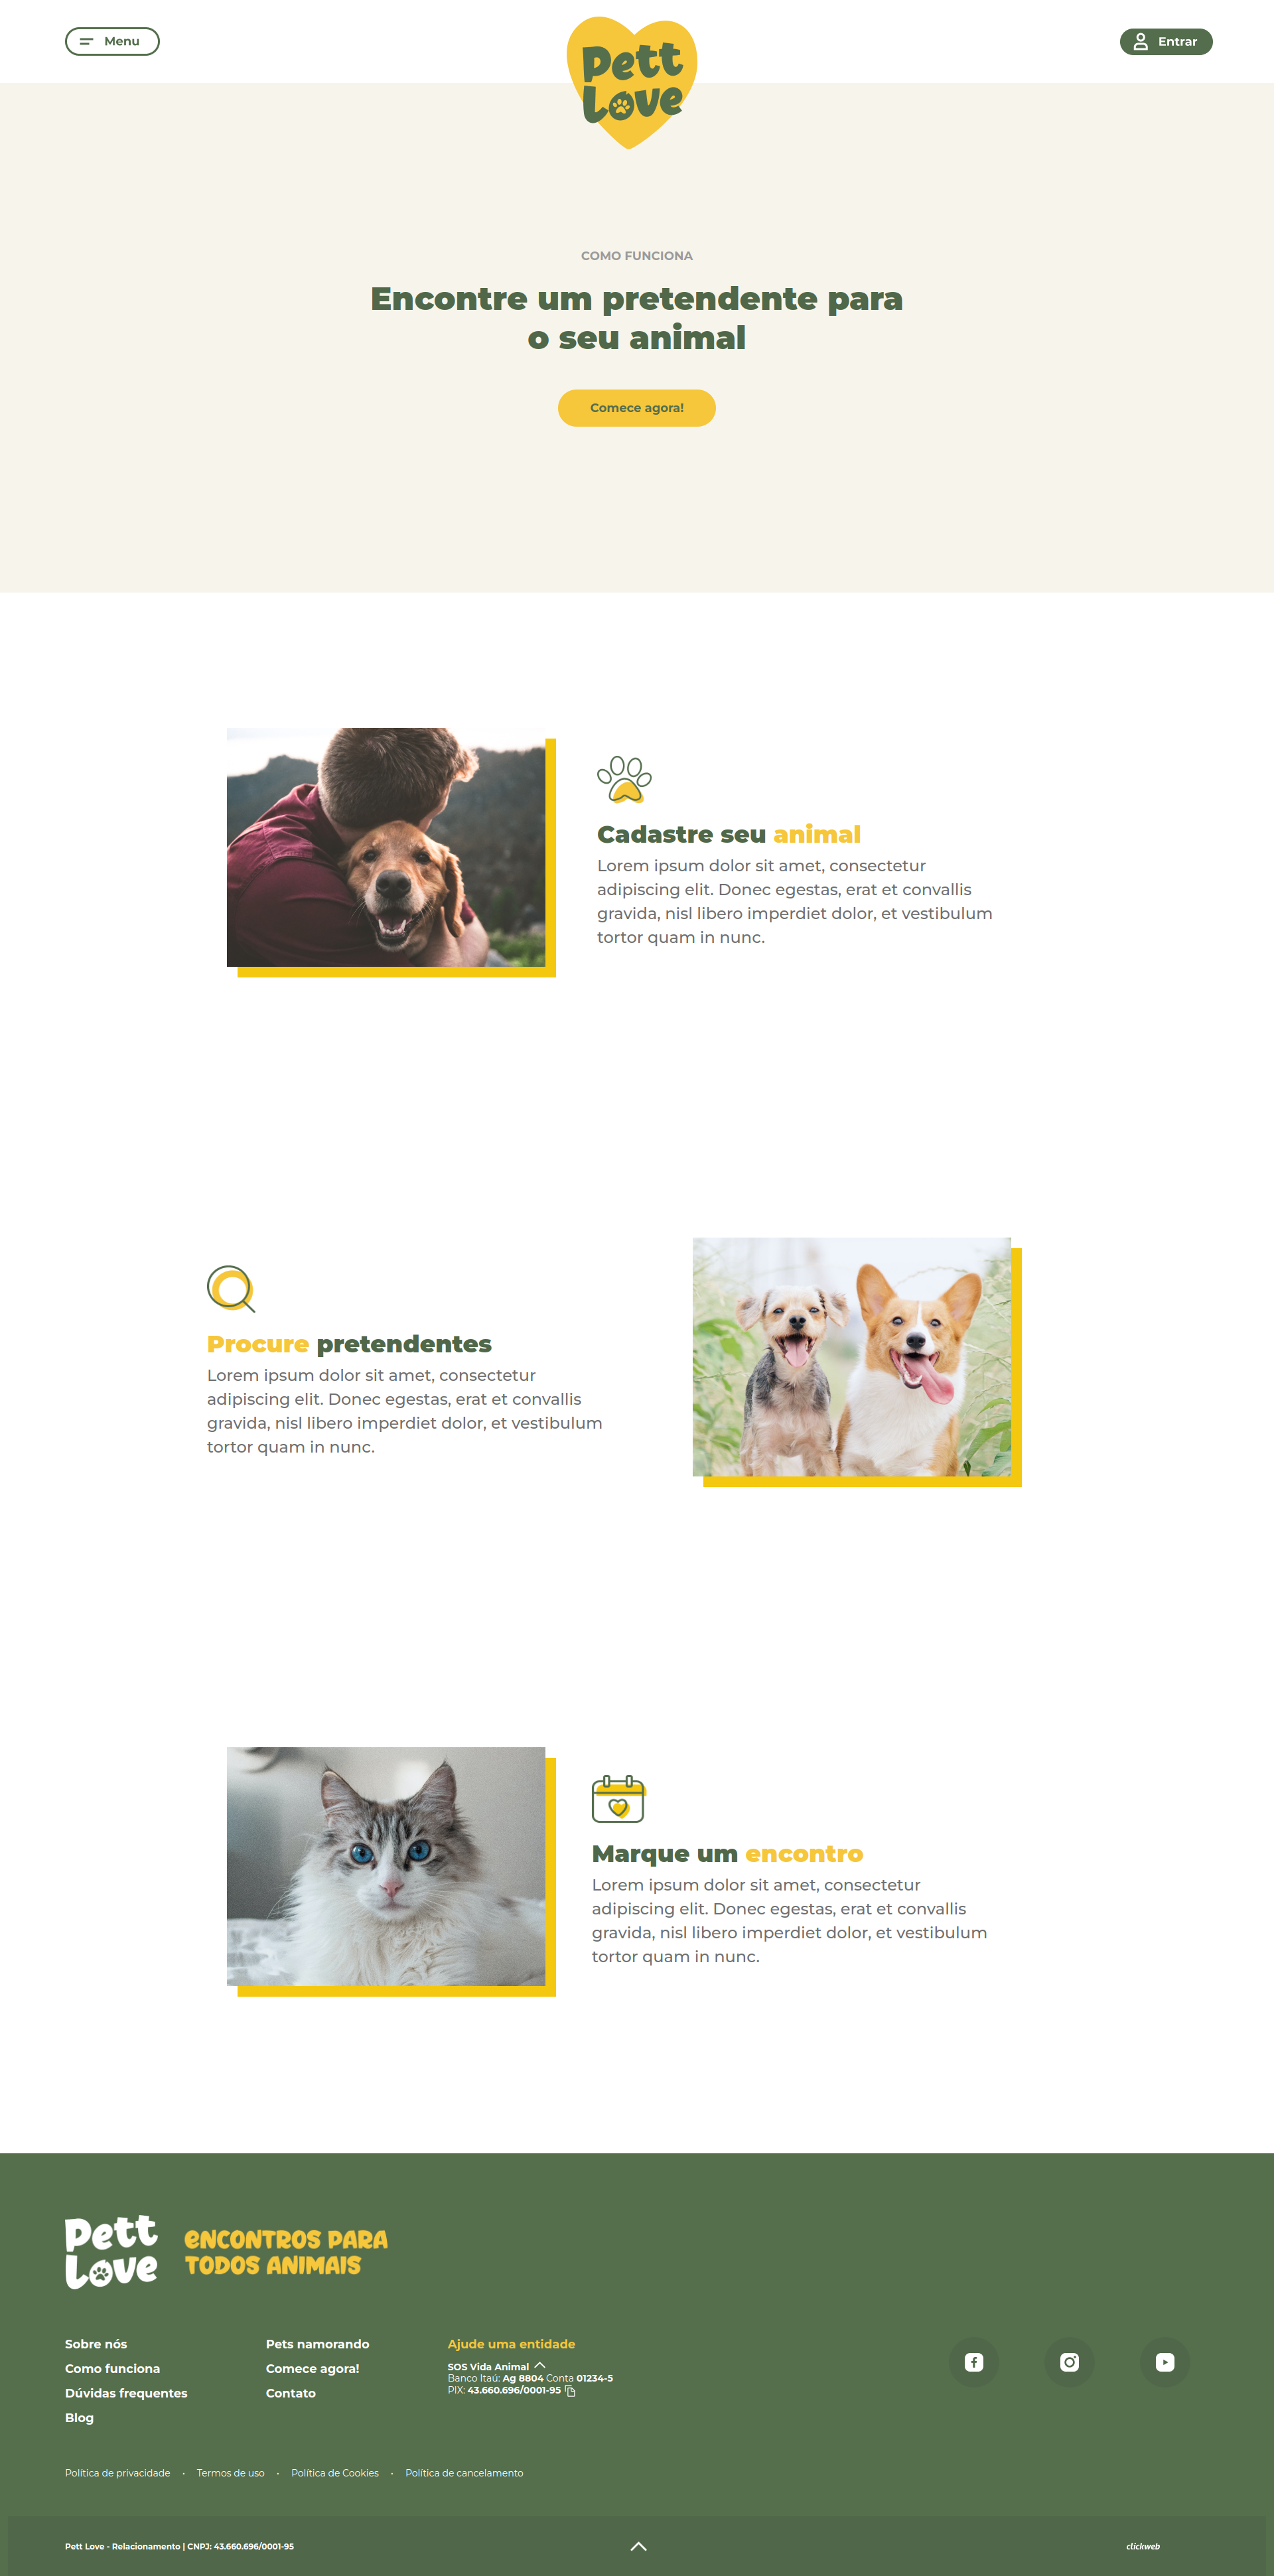 Menu
Pett
Love
Entrar
COMO FUNCIONA
Encontre um pretendente para
o seu animal
Comece agora!
Cadastre seu animal
Lorem ipsum dolor sit amet, consectetur
adipiscing elit. Donec egestas, erat et convallis
gravida, nisl libero imperdiet dolor, et vestibulum
tortor quam in nunc.
Procure pretendentes
Lorem ipsum dolor sit amet, consectetur
adipiscing elit. Donec egestas, erat et convallis
gravida, nisl libero imperdiet dolor, et vestibulum
tortor quam in nunc.
Marque um encontro
Lorem ipsum dolor sit amet, consectetur
adipiscing elit. Donec egestas, erat et convallis
gravida, nisl libero imperdiet dolor, et vestibulum
tortor quam in nunc.
Pett
Love
ENCONTROS PARA
TODOS ANIMAIS
Sobre nós
Como funciona
Dúvidas frequentes
Blog
Pets namorando
Comece agora!
Contato
Ajude uma entidade
SOS Vida Animal
Banco Itaú: Ag 8804 Conta 01234-5
PIX: 43.660.696/0001-95
Política de privacidade • Termos de uso • Política de Cookies • Política de cancelamento
Pett Love - Relacionamento | CNPJ: 43.660.696/0001-95
clickweb